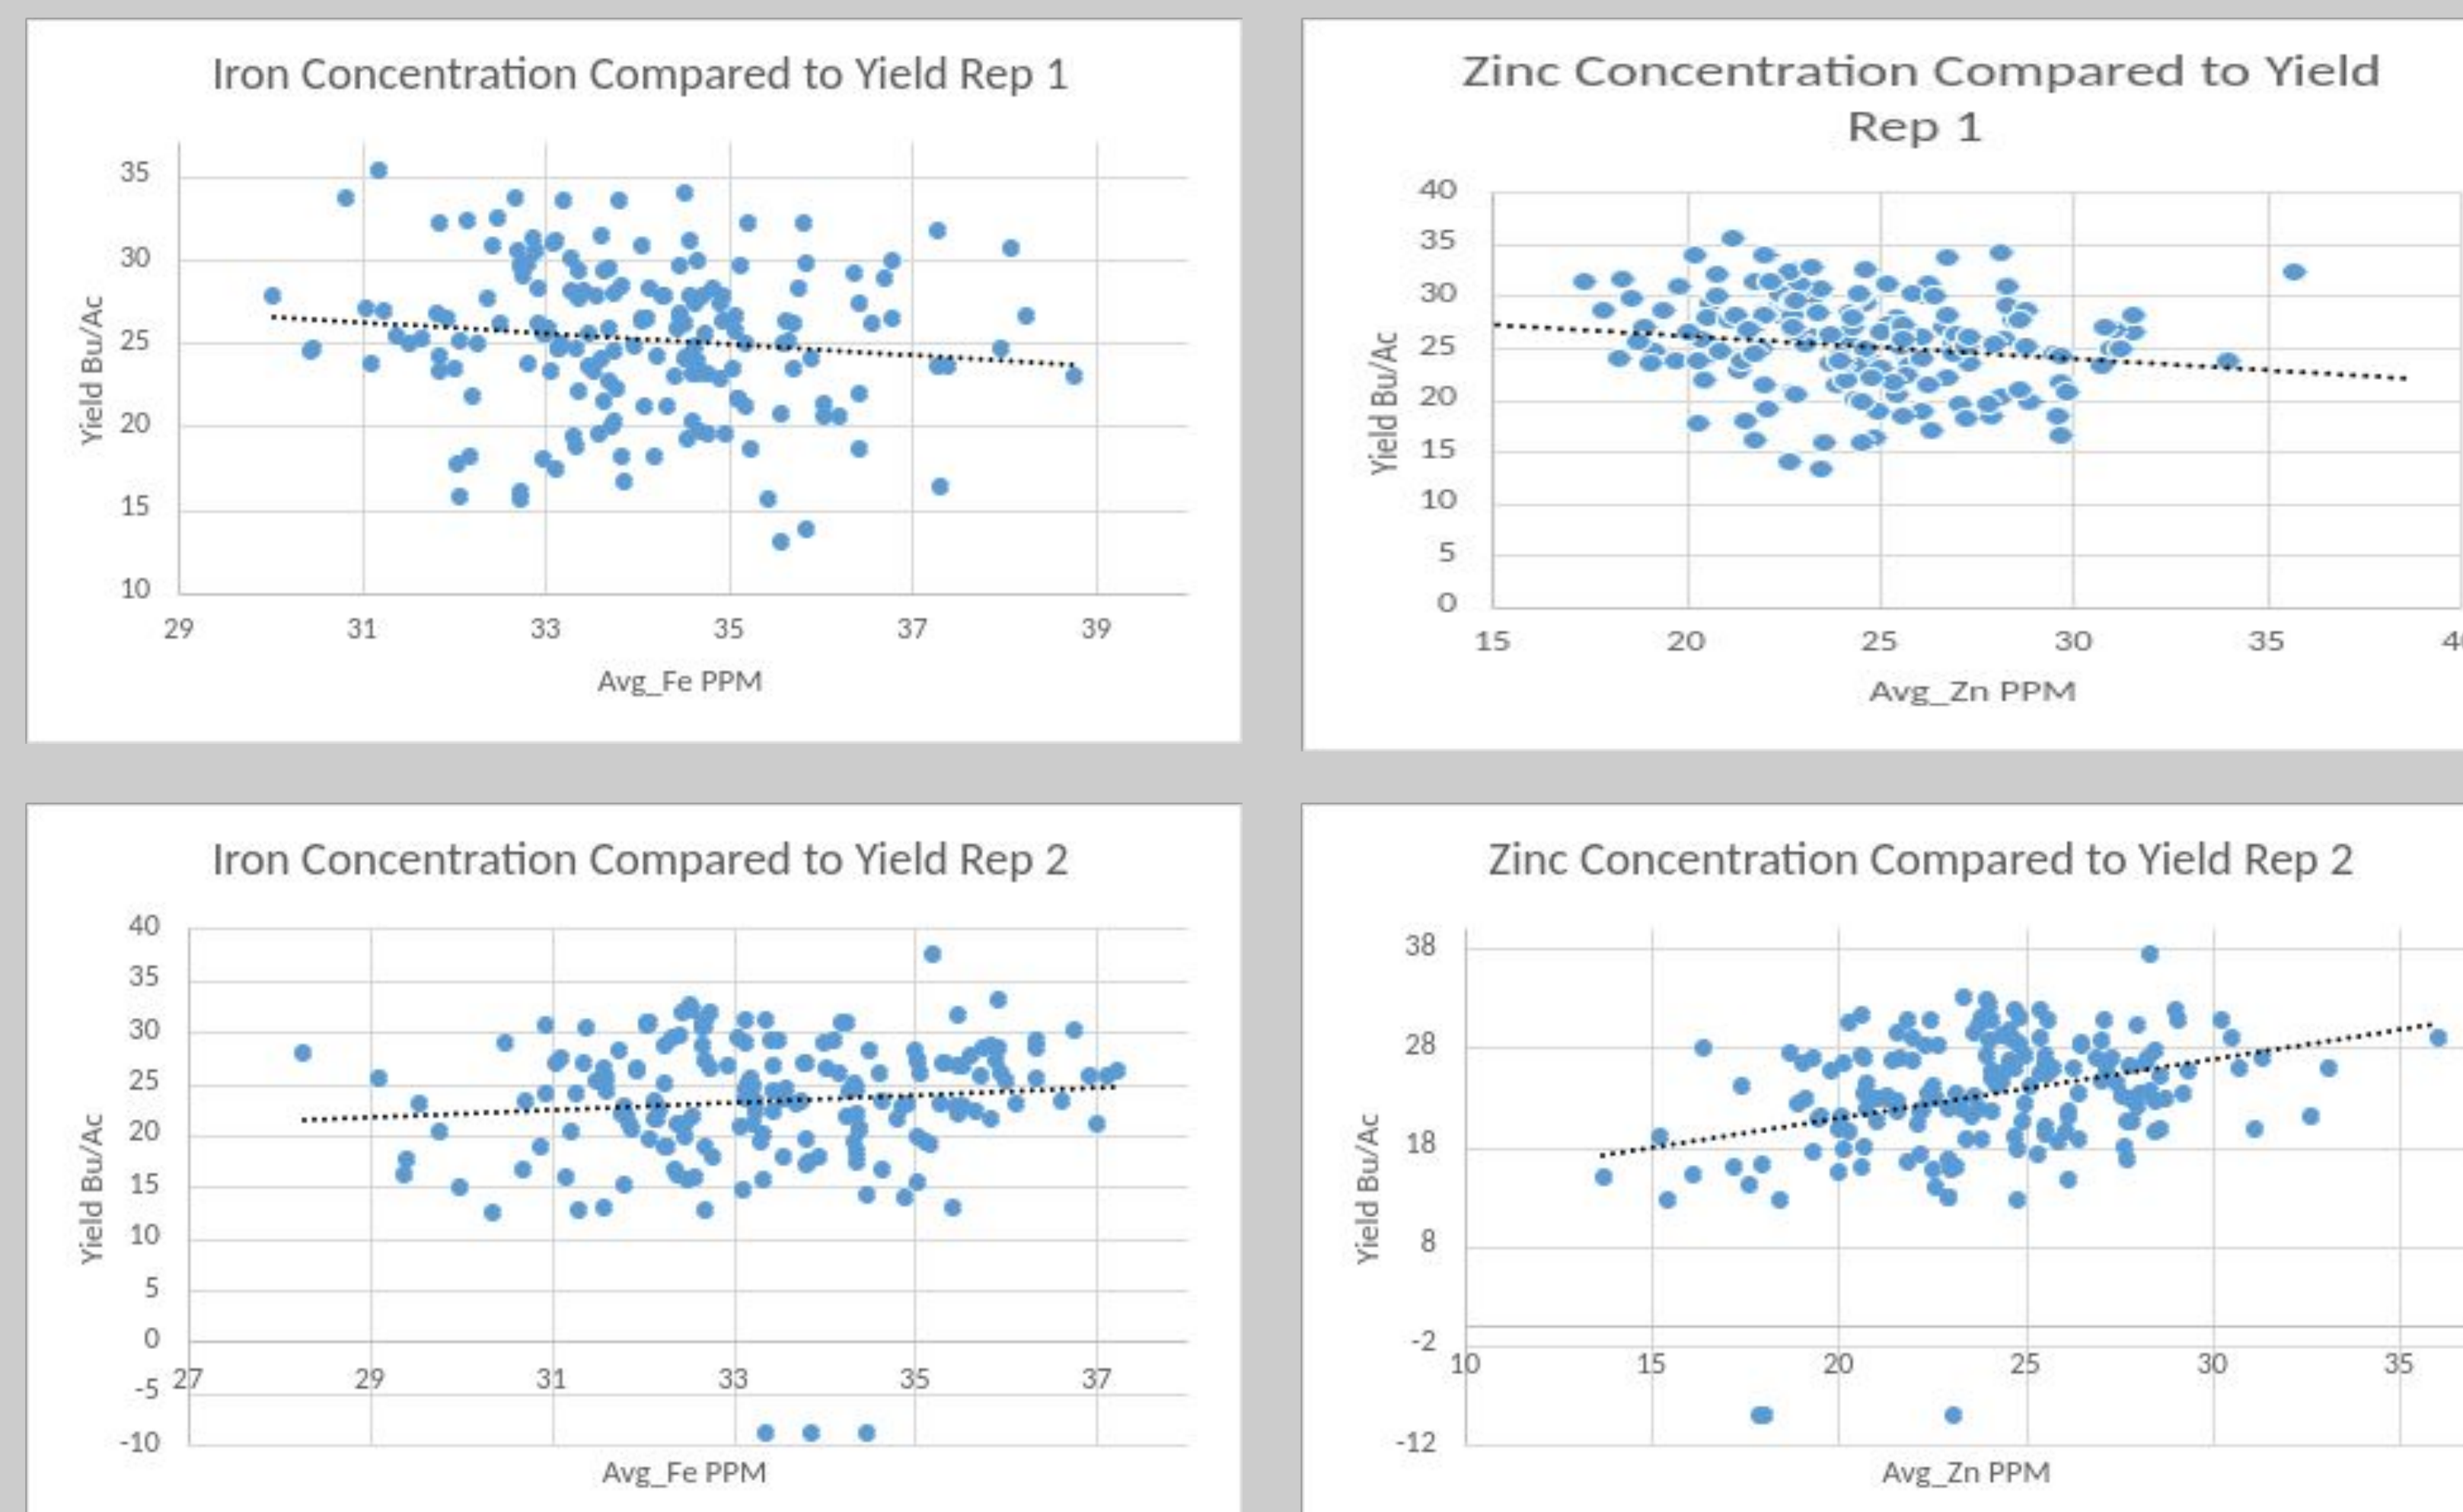 Iron Concentration Compared to Yield Rep 1
35
30
25
20
15
10
29 31 33 35 37 39
Yield Bu/Ac
Avg_Fe PPM
Zinc Concentration Compared to Yield
Rep 1
40
35
30
25
20
15
10
5
0
15 20 25 30 35
Yield Bu/Ac
Avg_Zn PPM
Iron Concentration Compared to Yield Rep 2
40
35
30
25
20
15
10
5
0
-5
-10
27 29 31 33 35 37
Yield Bu/Ac
Avg_Fe PPM
Zinc Concentration Compared to Yield Rep 2
38
28
18
8
-2
-12
10 15 20 25 30 35
Yield Bu/Ac
Avg_Zn PPM